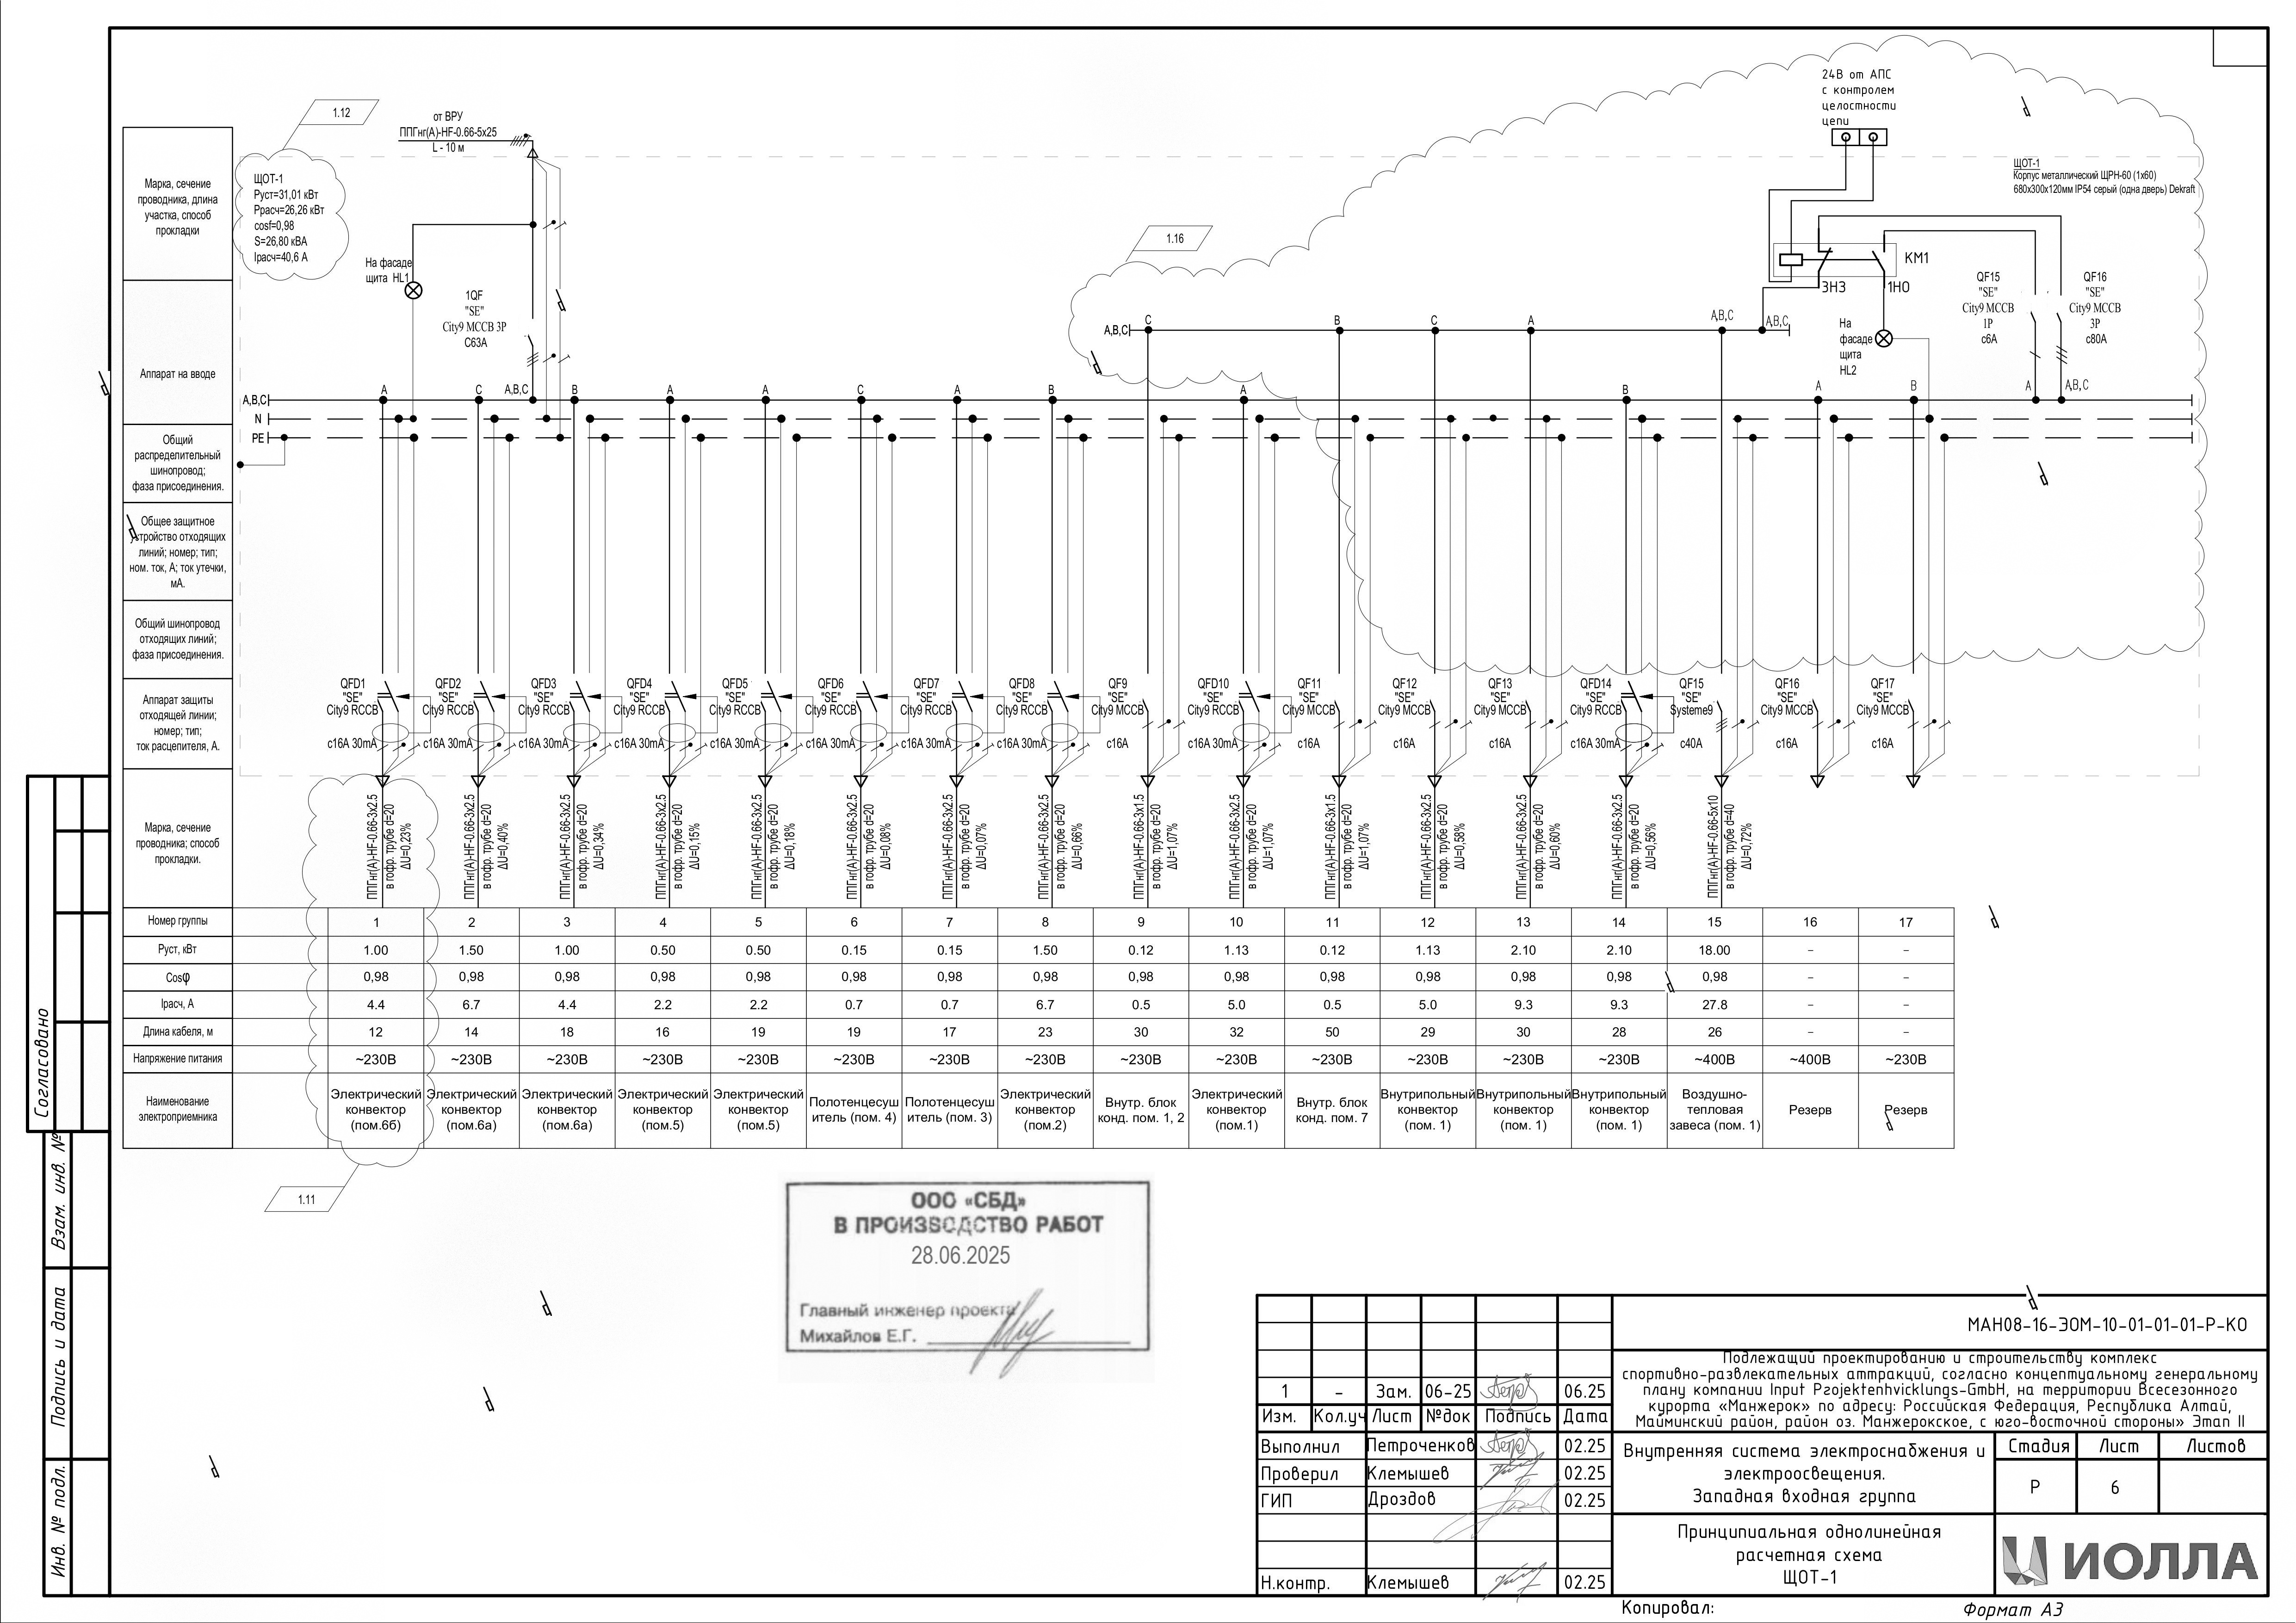 1.12
от ВРУ
ППГнг(А)-HF-0.66-5х25
L - 10 м
24В от АПС
с контролем
целостности
цепи
ЩОТ-1
Корпус металлический ЩРН-60 (1х60)
680х300х120мм IP54 серый (одна дверь) Dekraft
Марка, сечение
проводника, длина
участка, способ
прокладки
ЩОТ-1
Руст=31,01 кВт
Ррасч=26,26 кВт
cosf=0,98
S=26,80 кВА
Iрасч=40,6 А
1.16
На фасаде
щита HL1
1QF
"SE"
City9 MCCB 3P
C63A
KM1
3НЗ
1НО
На
фасаде
щита
HL2
QF15
"SE"
City9 MCCB
1P
c6A
QF16
"SE"
City9 MCCB
3P
c80A
A,B,C C B C A A,B,C A,B,C
Аппарат на вводе
A,B,C A C A,B,C B A A C A B A B A B A A,B,C
N
PE
Общий
распределительный
шинопровод;
фаза присоединения.
Общее защитное
устройство отходящих
линий; номер; тип;
ном. ток, А; ток утечки,
мА.
Общий шинопровод
отходящих линий;
фаза присоединения.
Аппарат защиты
отходящей линии;
номер; тип;
ток расцепителя, А.
QFD1 QFD2 QFD3 QFD4 QFD5 QFD6 QFD7 QFD8 QF9 QFD10 QF11 QF12 QF13 QFD14 QF15 QF16 QF17
"SE" "SE" "SE" "SE" "SE" "SE" "SE" "SE" "SE" "SE" "SE" "SE" "SE" "SE" "SE" "SE" "SE"
City9 RCCB City9 RCCB City9 RCCB City9 RCCB City9 RCCB City9 RCCB City9 RCCB City9 RCCB City9 MCCB City9 RCCB City9 MCCB City9 MCCB City9 MCCB City9 RCCB Systeme9 City9 MCCB City9 MCCB
c16A 30mA c16A 30mA c16A 30mA c16A 30mA c16A 30mA c16A 30mA c16A 30mA c16A 30mA c16A c16A 30mA c16A c16A c16A c16A 30mA c40A c16A c16A
Марка, сечение
проводника; способ
прокладки.
ППГнг(А)-HF-0.66-3х2.5
в гофр. трубе d=20
ΔU=0,23%
ППГнг(А)-HF-0.66-3х2.5
в гофр. трубе d=20
ΔU=0,40%
ППГнг(А)-HF-0.66-3х2.5
в гофр. трубе d=20
ΔU=0,34%
ППГнг(А)-HF-0.66-3х2.5
в гофр. трубе d=20
ΔU=0,15%
ППГнг(А)-HF-0.66-3х2.5
в гофр. трубе d=20
ΔU=0,18%
ППГнг(А)-HF-0.66-3х2.5
в гофр. трубе d=20
ΔU=0,08%
ППГнг(А)-HF-0.66-3х2.5
в гофр. трубе d=20
ΔU=0,07%
ППГнг(А)-HF-0.66-3х2.5
в гофр. трубе d=20
ΔU=0,66%
ППГнг(А)-HF-0.66-3х1.5
в гофр. трубе d=20
ΔU=1,07%
ППГнг(А)-HF-0.66-3х2.5
в гофр. трубе d=20
ΔU=1,07%
ППГнг(А)-HF-0.66-3х1.5
в гофр. трубе d=20
ΔU=1,07%
ППГнг(А)-HF-0.66-3х2.5
в гофр. трубе d=20
ΔU=0,58%
ППГнг(А)-HF-0.66-3х2.5
в гофр. трубе d=20
ΔU=0,60%
ППГнг(А)-HF-0.66-3х2.5
в гофр. трубе d=20
ΔU=0,56%
ППГнг(А)-HF-0.66-5х10
в гофр. трубе d=40
ΔU=0,72%
Номер группы 1 2 3 4 5 6 7 8 9 10 11 12 13 14 15 16 17
Руст, кВт 1.00 1.50 1.00 0.50 0.50 0.15 0.15 1.50 0.12 1.13 0.12 1.13 2.10 2.10 18.00 – –
Cosφ 0,98 0,98 0,98 0,98 0,98 0,98 0,98 0,98 0,98 0,98 0,98 0,98 0,98 0,98 0,98 – –
Iрасч, А 4.4 6.7 4.4 2.2 2.2 0.7 0.7 6.7 0.5 5.0 0.5 5.0 9.3 9.3 27.8 – –
Длина кабеля, м 12 14 18 16 19 19 17 23 30 32 50 29 30 28 26 – –
Напряжение питания ~230В ~230В ~230В ~230В ~230В ~230В ~230В ~230В ~230В ~230В ~230В ~230В ~230В ~230В ~400В ~400В ~230В
Наименование
электроприемника
Электрический
конвектор
(пом.6б)
Электрический
конвектор
(пом.6а)
Электрический
конвектор
(пом.6а)
Электрический
конвектор
(пом.5)
Электрический
конвектор
(пом.5)
Полотенцесуш
итель (пом. 4)
Полотенцесуш
итель (пом. 3)
Электрический
конвектор
(пом.2)
Внутр. блок
конд. пом. 1, 2
Электрический
конвектор
(пом.1)
Внутр. блок
конд. пом. 7
Внутрипольный
конвектор
(пом. 1)
Внутрипольный
конвектор
(пом. 1)
Внутрипольный
конвектор
(пом. 1)
Воздушно-
тепловая
завеса (пом. 1)
Резерв
Резерв
1.11
ООО «СБД»
В ПРОИЗВОДСТВО РАБОТ
28.06.2025
Главный инженер проекта
Михайлов Е.Г.
Согласовано
Взам. инв. №
Подпись и дата
Инв. № подл.
МАН08-16-ЭОМ-10-01-01-01-Р-КО
Подлежащий проектированию и строительству комплекс
спортивно-развлекательных аттракций, согласно концептуальному генеральному
плану компании Input Projektenhvicklungs-GmbH, на территории Всесезонного
курорта «Манжерок» по адресу: Российская Федерация, Республика Алтай,
Майминский район, район оз. Манжерокское, с юго-восточной стороны» Этап II
1 – Зам. 06-25 06.25
Изм. Кол.уч Лист №док Подпись Дата
Выполнил Петроченков 02.25
Проверил Клемышев 02.25
ГИП Дроздов 02.25
Н.контр. Клемышев 02.25
Внутренняя система электроснабжения и
электроосвещения.
Западная входная группа
Стадия Лист Листов
Р 6
Принципиальная однолинейная
расчетная схема
ЩОТ-1
ИОЛЛА
Копировал:
Формат А3